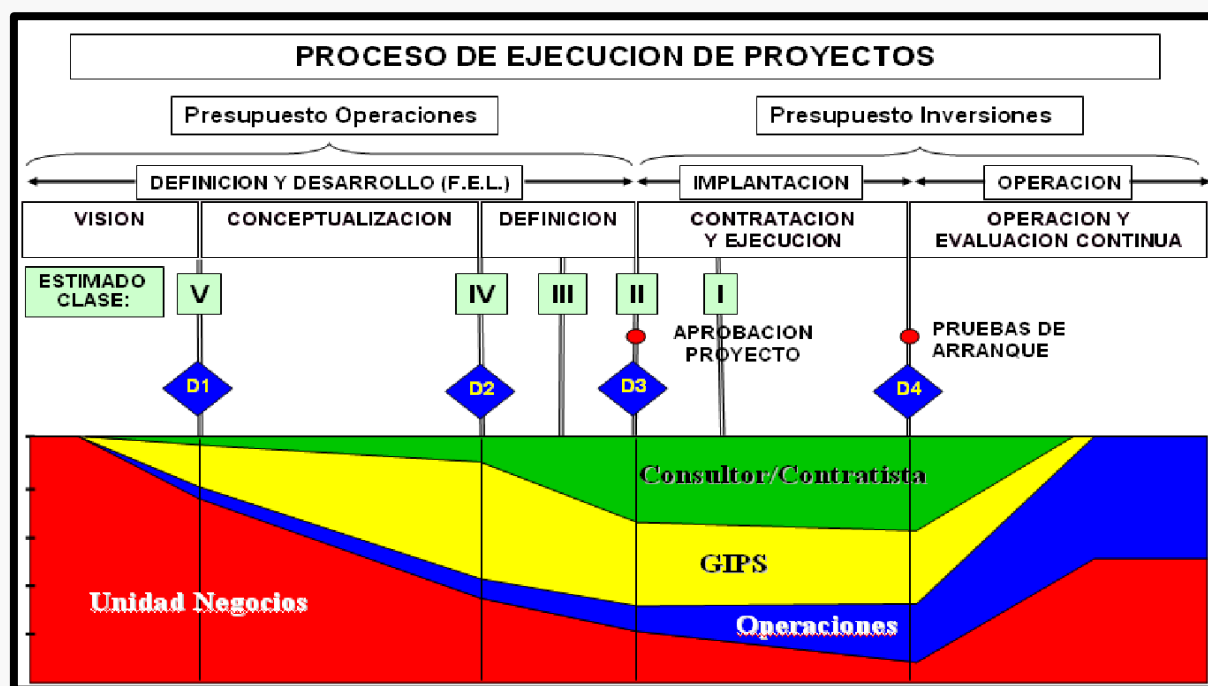 PROCESO DE EJECUCION DE PROYECTOS
Presupuesto Operaciones
Presupuesto Inversiones
DEFINICION Y DESARROLLO (F.E.L.)
IMPLANTACION
OPERACION
VISION
CONCEPTUALIZACION
DEFINICION
CONTRATACION
Y EJECUCION
OPERACION Y
EVALUACION CONTINUA
ESTIMADO
CLASE:
V
IV
III
II
I
APROBACION
PROYECTO
PRUEBAS DE
ARRANQUE
D1
D2
D3
D4
Consultor/Contratista
GIPS
Unidad Negocios
Operaciones